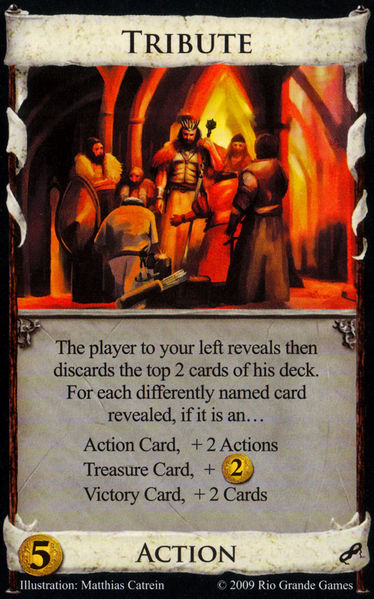 TRIBUTE
The player to your left reveals then
discards the top 2 cards of his deck.
For each differently named card
revealed, if it is an…
Action Card, +2 Actions
Treasure Card, + 2
Victory Card, +2 Cards
5 ACTION
Illustration: Matthias Catrein © 2009 Rio Grande Games